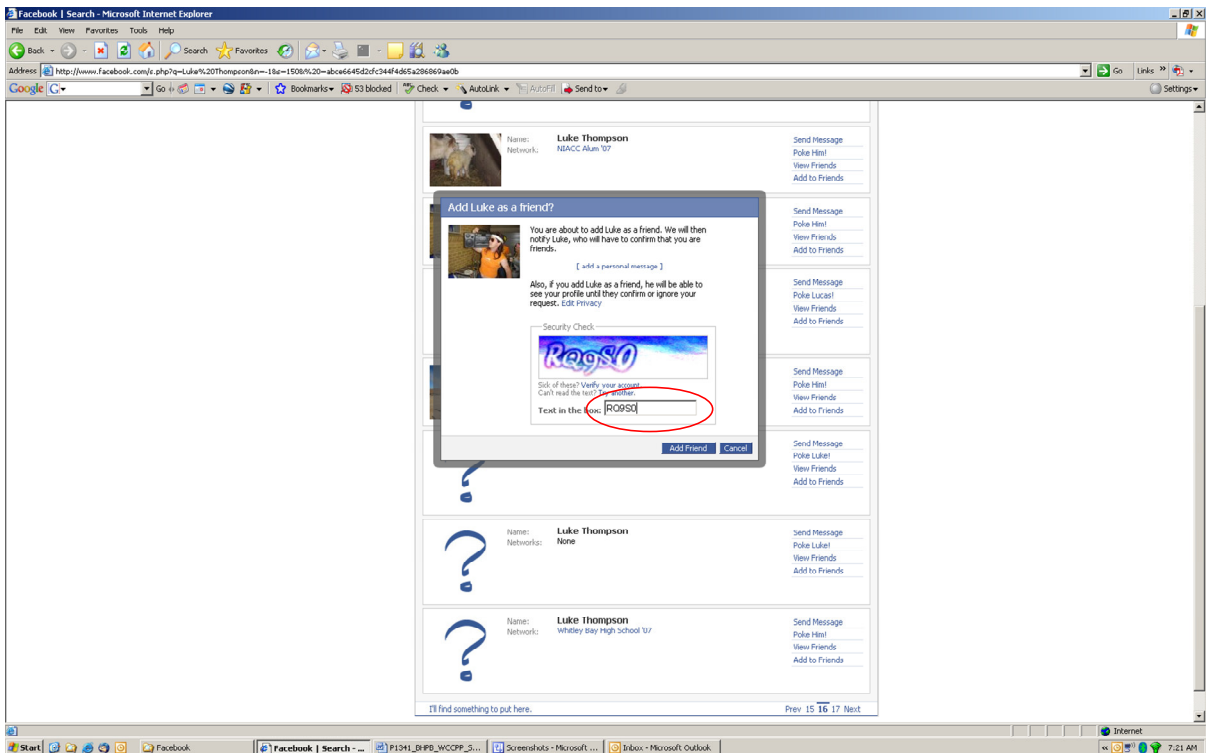 Facebook | Search - Microsoft Internet Explorer
File Edit View Favorites Tools Help
Back Search Favorites
Address http://www.facebook.com/s.php?q=Luke%20Thompson&n=-1&s=150&%20=abce6645d2cfc344f4d65a286869ae0b Go Links »
Google G Go Bookmarks 53 blocked Check AutoLink AutoFill Send to Settings
Name: Luke Thompson
Network: NIACC Alum '07
Send Message
Poke Him!
View Friends
Add to Friends
Add Luke as a friend?
You are about to add Luke as a friend. We will then
notify Luke, who will have to confirm that you are
friends.
[ add a personal message ]
Also, if you add Luke as a friend, he will be able to
see your profile until they confirm or ignore your
request. Edit Privacy
Security Check
RQ9SO
Sick of these? Verify your account.
Can't read the text? Try another.
Text in the box: RQ9SO
Add Friend Cancel
Send Message
Poke Him!
View Friends
Add to Friends
Send Message
Poke Lucas!
View Friends
Add to Friends
Send Message
Poke Him!
View Friends
Add to Friends
Send Message
Poke Luke!
View Friends
Add to Friends
Name: Luke Thompson
Networks: None
Send Message
Poke Luke!
View Friends
Add to Friends
Name: Luke Thompson
Network: Whitley Bay High School '07
Send Message
Poke Him!
View Friends
Add to Friends
I'll find something to put here.
Prev 15 16 17 Next
Internet
Start Facebook Facebook | Search - ... P1341_BHPB_WCCPP_S... Screenshots - Microsoft ... Inbox - Microsoft Outlook 7:21 AM